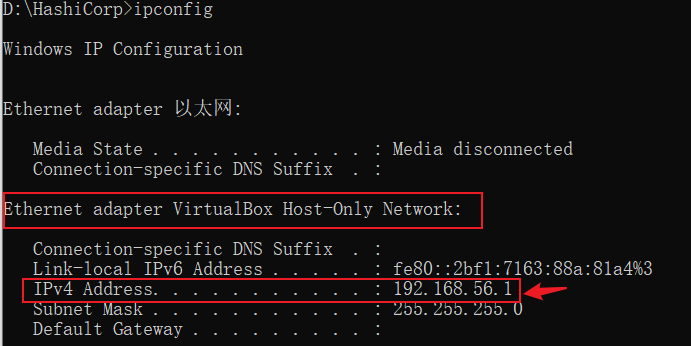 D:\HashiCorp>ipconfig
Windows IP Configuration
Ethernet adapter 以太网:
Media State . . . . . . . . . . . : Media disconnected
Connection-specific DNS Suffix . :
Ethernet adapter VirtualBox Host-Only Network:
Connection-specific DNS Suffix . :
Link-local IPv6 Address . . . . . : fe80::2bf1:7163:88a:81a4%3
IPv4 Address. . . . . . . . . . . : 192.168.56.1
Subnet Mask . . . . . . . . . . . : 255.255.255.0
Default Gateway . . . . . . . . . :